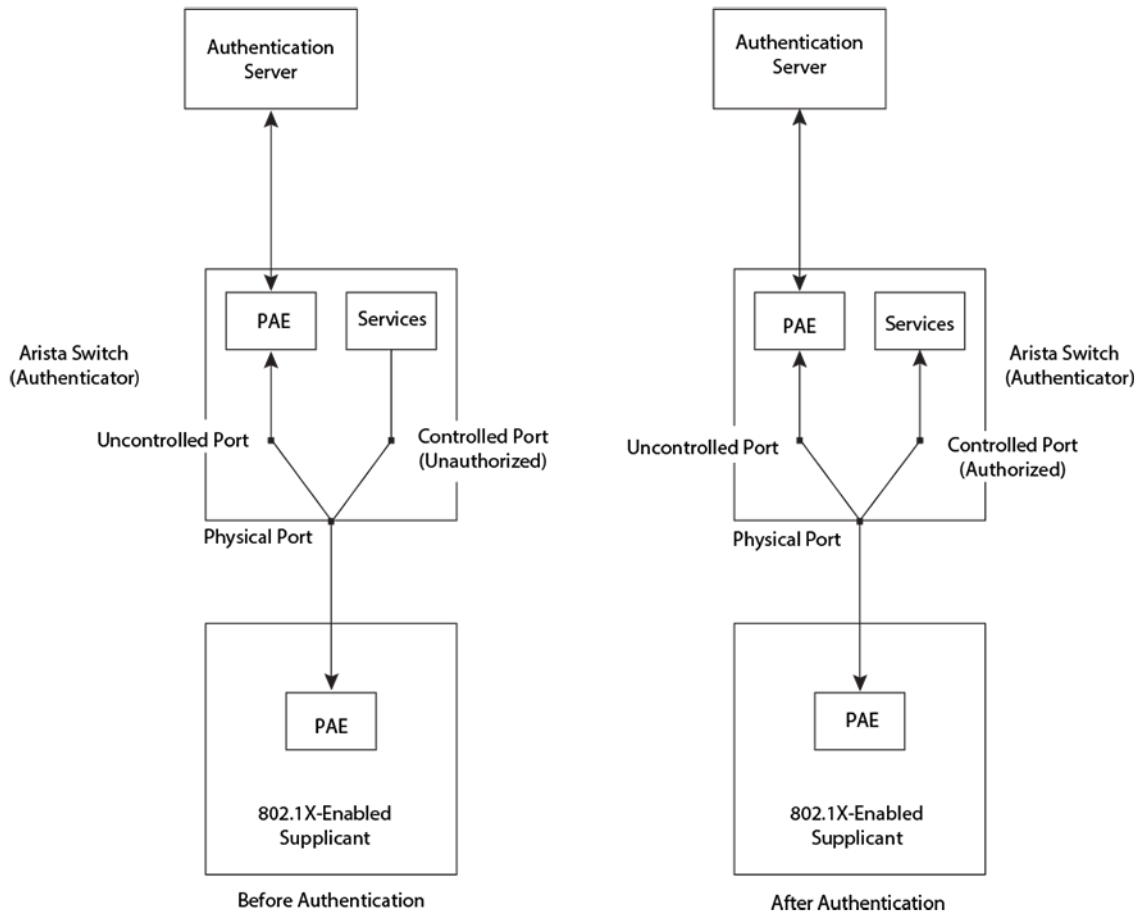 Authentication
Server
PAE
Services
Arista Switch
(Authenticator)
Uncontrolled Port
Controlled Port
(Unauthorized)
Physical Port
PAE
802.1X-Enabled
Supplicant
Before Authentication
Authentication
Server
PAE
Services
Arista Switch
(Authenticator)
Uncontrolled Port
Controlled Port
(Authorized)
Physical Port
PAE
802.1X-Enabled
Supplicant
After Authentication